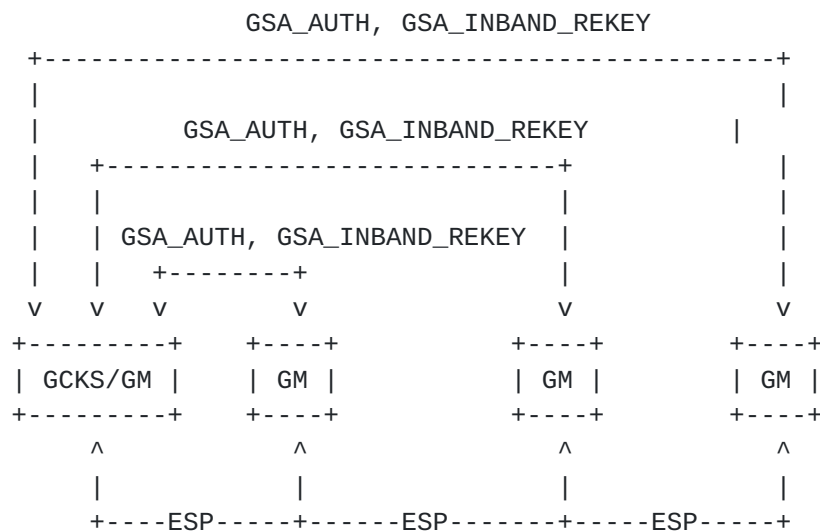 GSA_AUTH, GSA_INBAND_REKEY
GSA_AUTH, GSA_INBAND_REKEY
GSA_AUTH, GSA_INBAND_REKEY
GCKS/GM GM GM GM
ESP ESP ESP